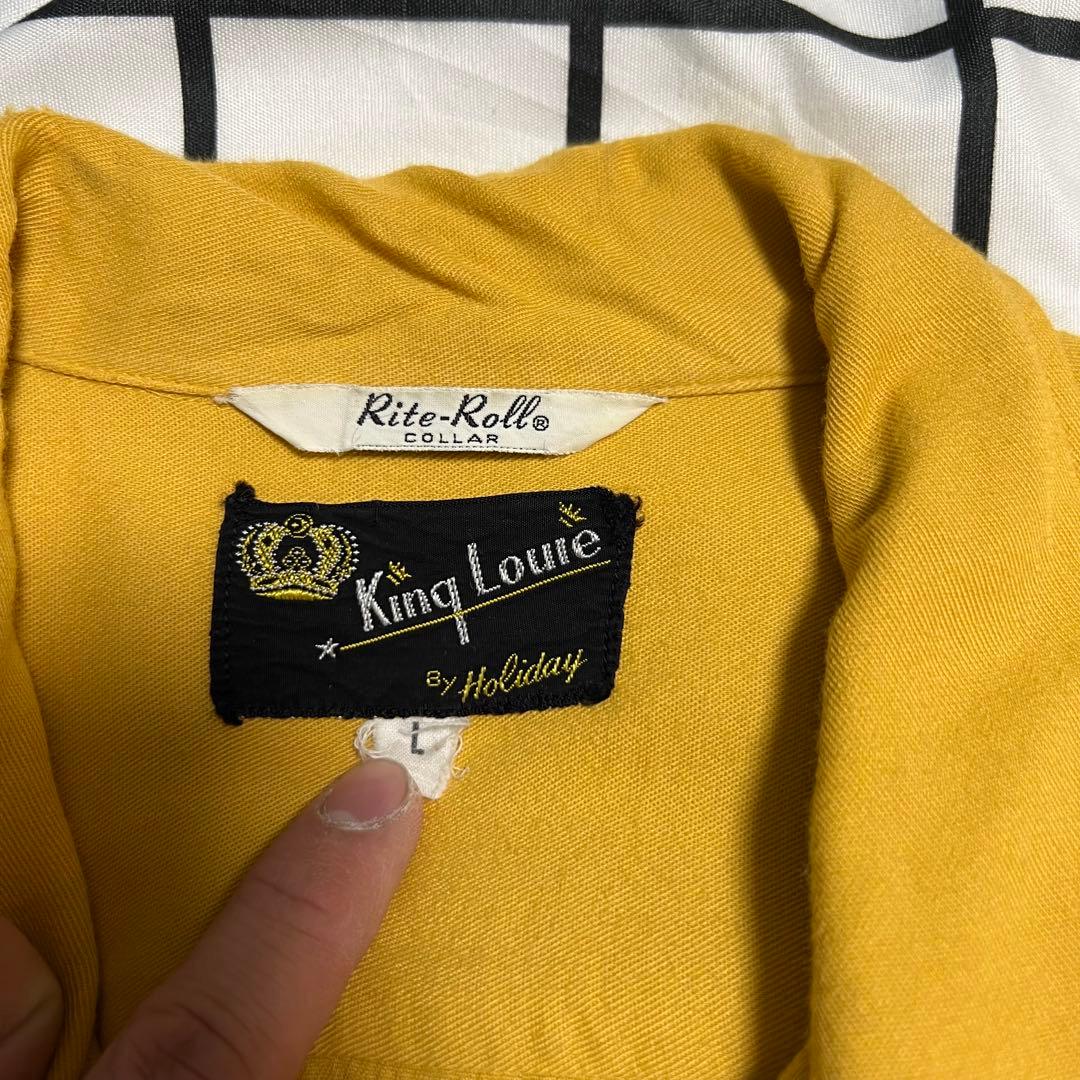 Rite-Roll®
COLLAR
King Louie
By Holiday
L